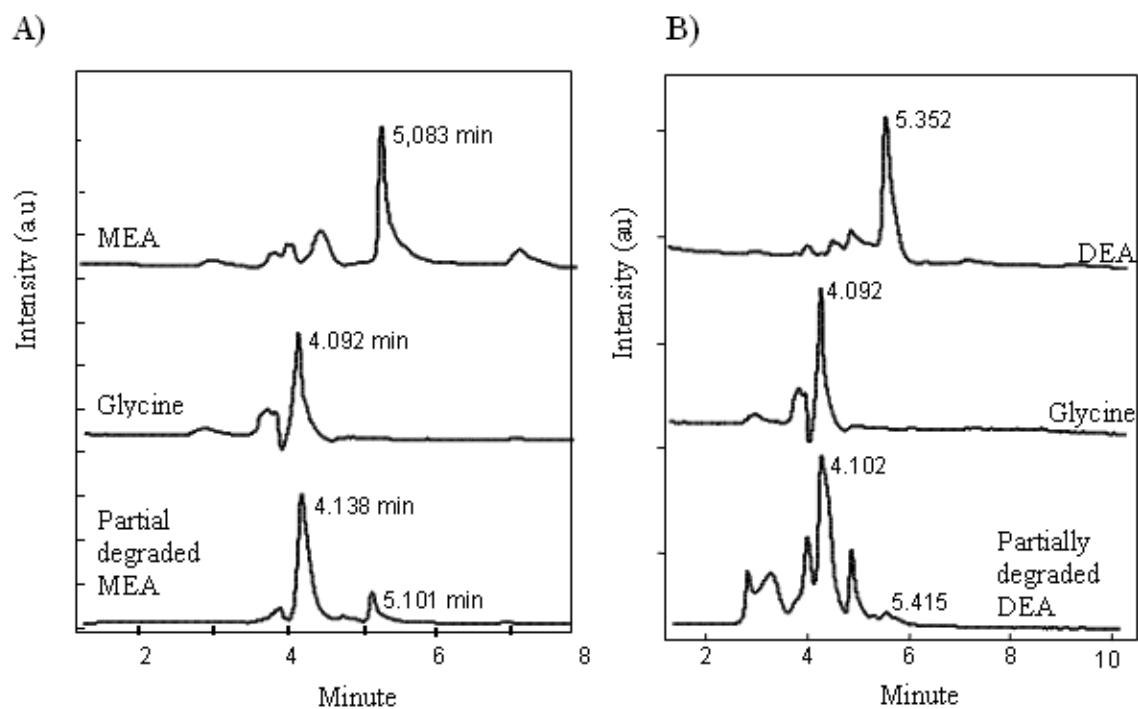 A)
Intensity (a.u)
5,083 min
MEA
4.092 min
Glycine
4.138 min
Partial
degraded
MEA
5.101 min
2 4 6 8
Minute
B)
Intensity (au)
5.352
DEA
4.092
Glycine
4.102
Partially
degraded
DEA
5.415
2 4 6 8 10
Minute